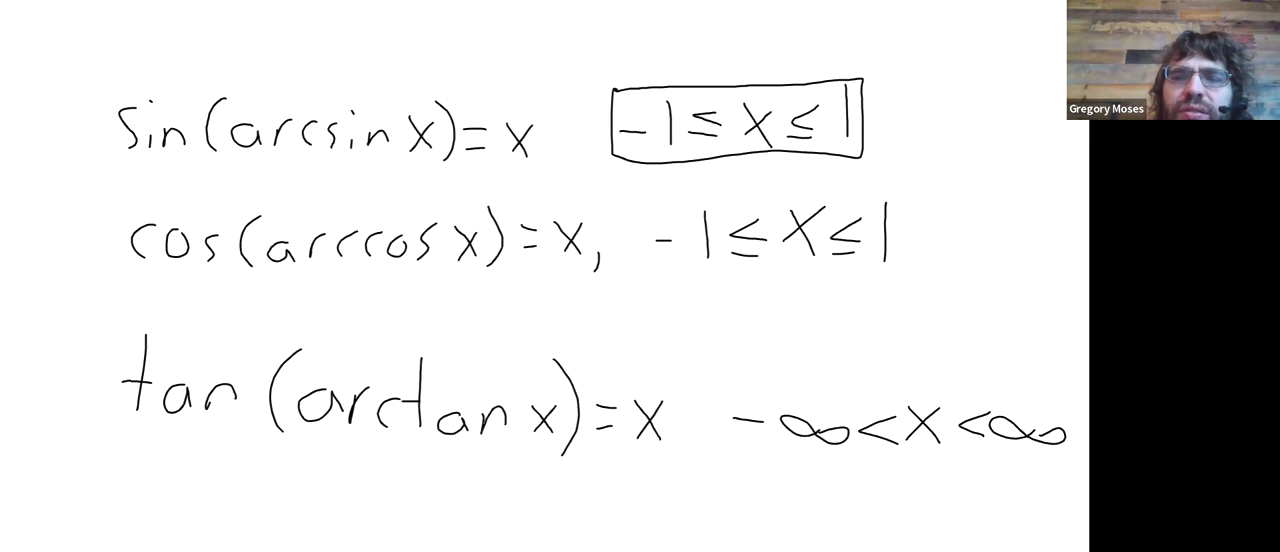 sin(arcsin x)= x -1 ≤ x ≤ 1
cos(arccos x)= x, -1 ≤ x ≤ 1
tan(arctan x)= x -∞ < x < ∞
Gregory Moses